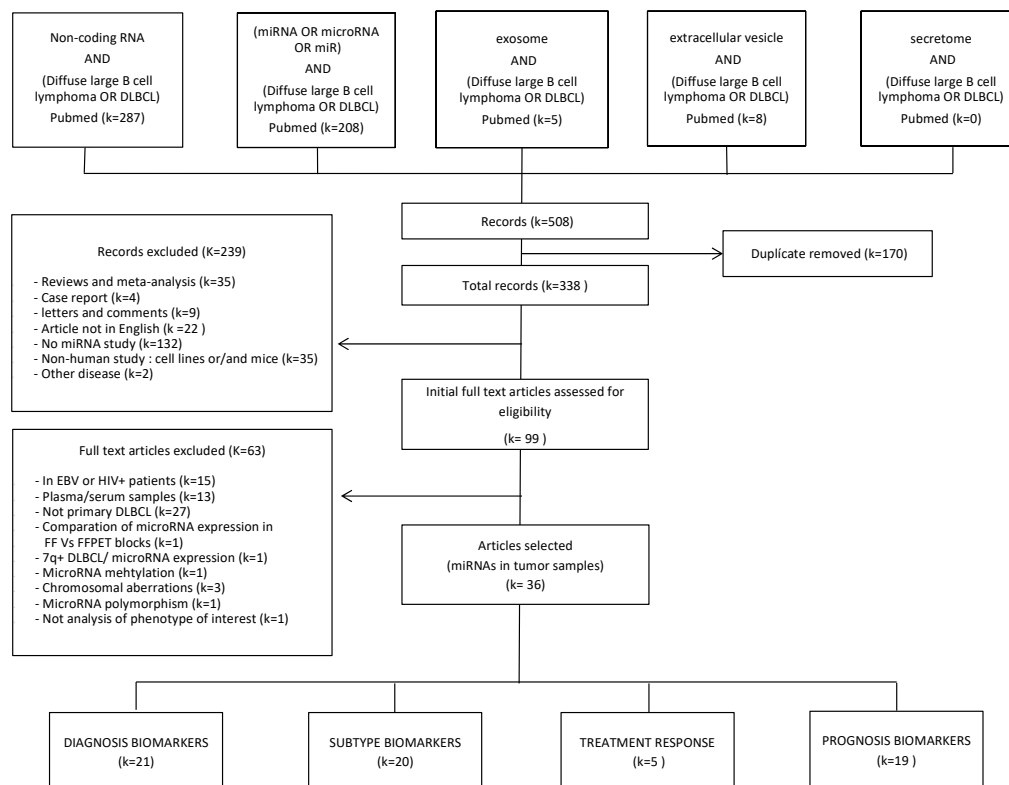 Non-coding RNA
AND
(Diffuse large B cell
lymphoma OR DLBCL)
Pubmed (k=287)
(miRNA OR microRNA
OR miR)
AND
(Diffuse large B cell
lymphoma OR DLBCL)
Pubmed (k=208)
exosome
AND
(Diffuse large B cell
lymphoma OR DLBCL)
Pubmed (k=5)
extracellular vesicle
AND
(Diffuse large B cell
lymphoma OR DLBCL)
Pubmed (k=8)
secretome
AND
(Diffuse large B cell
lymphoma OR DLBCL)
Pubmed (k=0)
Records (k=508)
Duplícate removed (k=170)
Total records (k=338 )
Records excluded (K=239)
- Reviews and meta-analysis (k=35)
- Case report (k=4)
- letters and comments (k=9)
- Article not in English (k =22 )
- No miRNA study (k=132)
- Non-human study : cell lines or/and mice (k=35)
- Other disease (k=2)
Initial full text articles assessed for
eligibility
(k= 99 )
Full text articles excluded (K=63)
- In EBV or HIV+ patients (k=15)
- Plasma/serum samples (k=13)
- Not primary DLBCL (k=27)
- Comparation of microRNA expression in
FF Vs FFPET blocks (k=1)
- 7q+ DLBCL/ microRNA expression (k=1)
- MicroRNA mehtylation (k=1)
- Chromosomal aberrations (k=3)
- MicroRNA polymorphism (k=1)
- Not analysis of phenotype of interest (k=1)
Articles selected
(miRNAs in tumor samples)
(k= 36)
DIAGNOSIS BIOMARKERS
(k=21)
SUBTYPE BIOMARKERS
(k=20)
TREATMENT RESPONSE
(k=5 )
PROGNOSIS BIOMARKERS
(k=19 )